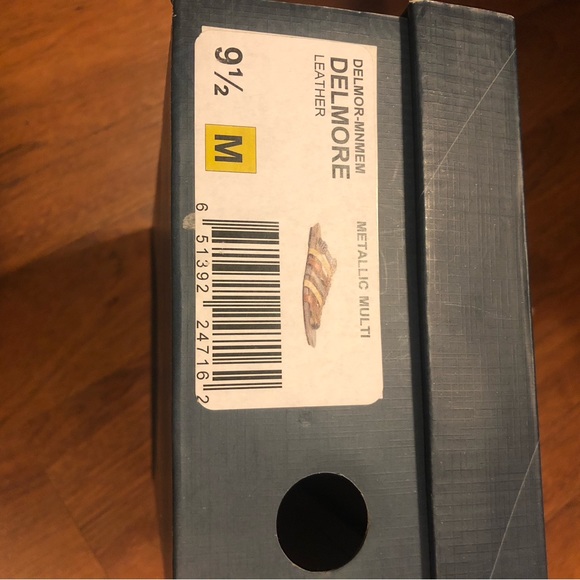 DELMOR-MNMEM
DELMORE
LEATHER
METALLIC MULTI
9½
M
6 51392 24716 2